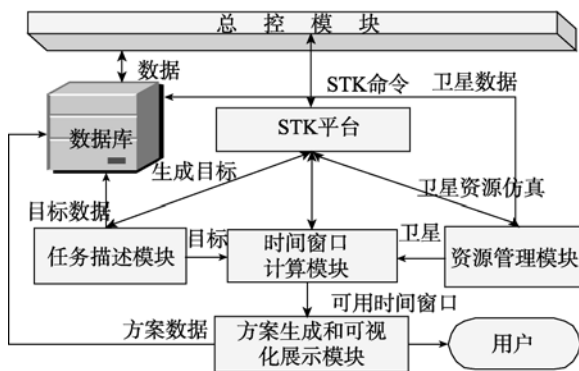 总控模块
数据
STK命令
卫星数据
数据库
STK平台
生成目标
卫星资源仿真
目标数据
任务描述模块
目标
时间窗口
计算模块
卫星
资源管理模块
可用时间窗口
方案数据
方案生成和可视
化展示模块
用户